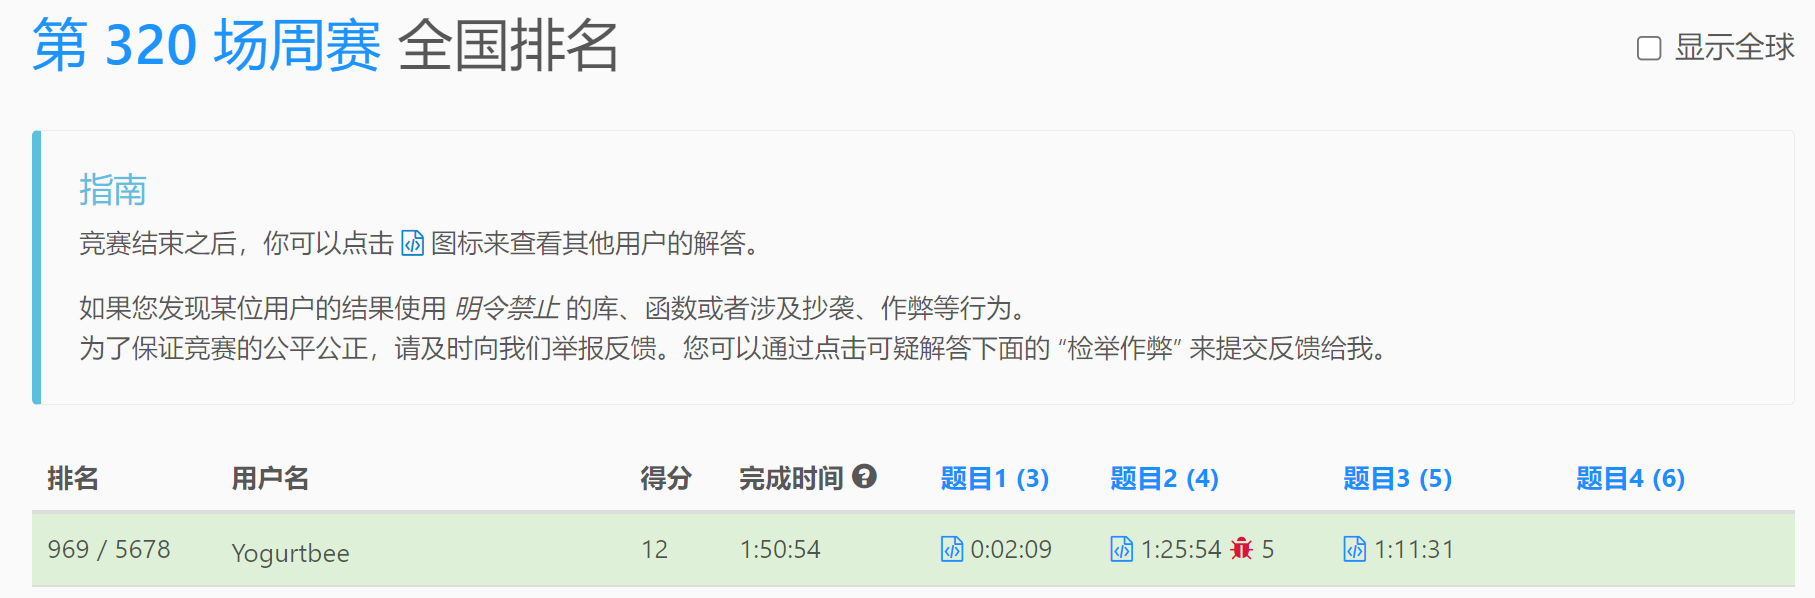 第 320 场周赛 全国排名
显示全球
指南
竞赛结束之后，你可以点击 图标来查看其他用户的解答。
如果您发现某位用户的结果使用 明令禁止 的库、函数或者涉及抄袭、作弊等行为。
为了保证竞赛的公平公正，请及时向我们举报反馈。您可以通过点击可疑解答下面的 “检举作弊” 来提交反馈给我。
排名 用户名 得分 完成时间 题目1 (3) 题目2 (4) 题目3 (5) 题目4 (6)
969 / 5678 Yogurtbee 12 1:50:54 0:02:09 1:25:54 5 1:11:31